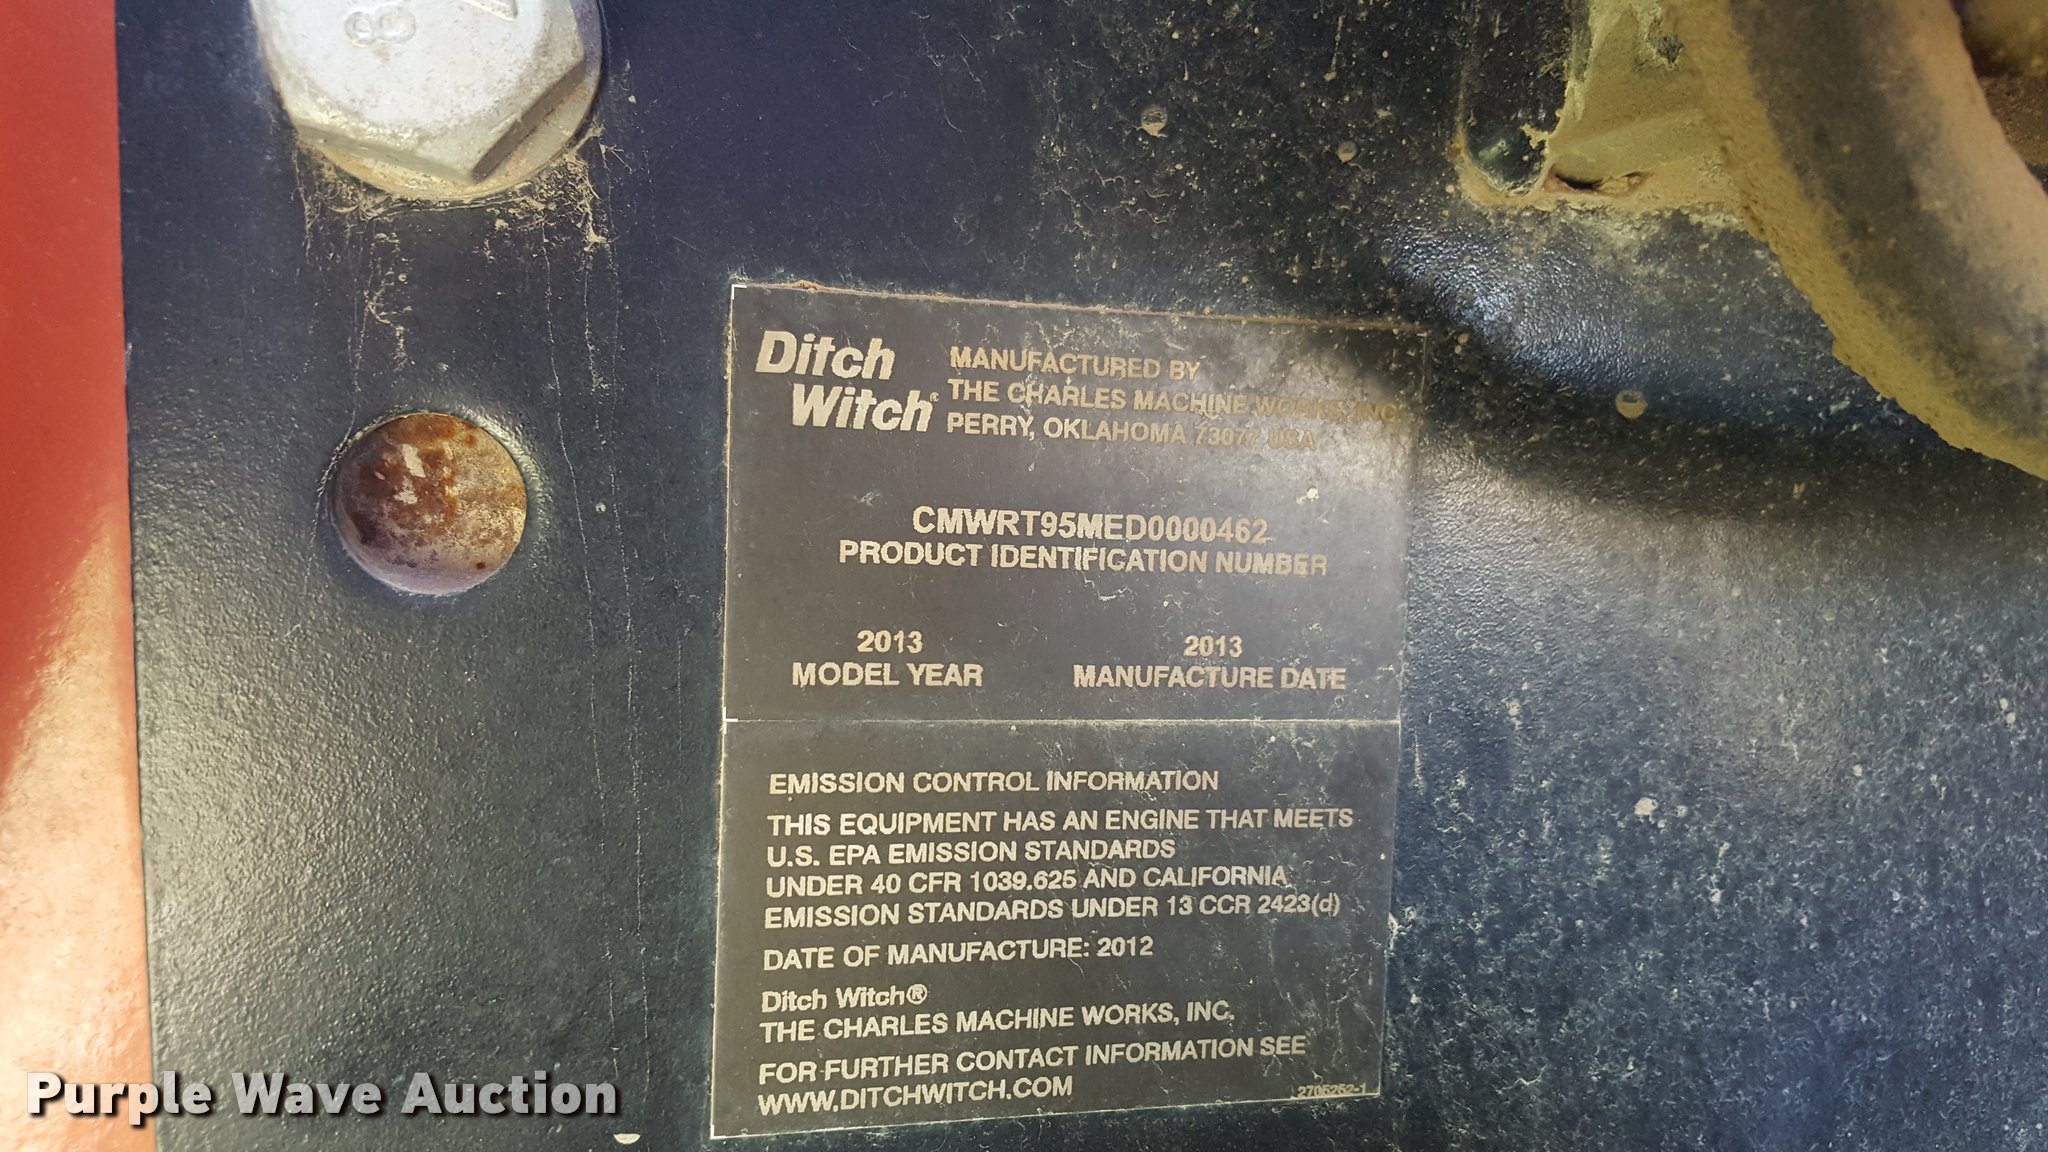 Ditch
Witch®
MANUFACTURED BY
THE CHARLES MACHINE WORKS, INC.
PERRY, OKLAHOMA 73077 USA
CMWRT95MED0000462
PRODUCT IDENTIFICATION NUMBER
2013
MODEL YEAR
2013
MANUFACTURE DATE
EMISSION CONTROL INFORMATION
THIS EQUIPMENT HAS AN ENGINE THAT MEETS
U.S. EPA EMISSION STANDARDS
UNDER 40 CFR 1039.625 AND CALIFORNIA
EMISSION STANDARDS UNDER 13 CCR 2423(d)
DATE OF MANUFACTURE: 2012
Ditch Witch®
THE CHARLES MACHINE WORKS, INC.
FOR FURTHER CONTACT INFORMATION SEE
WWW.DITCHWITCH.COM
Purple Wave Auction